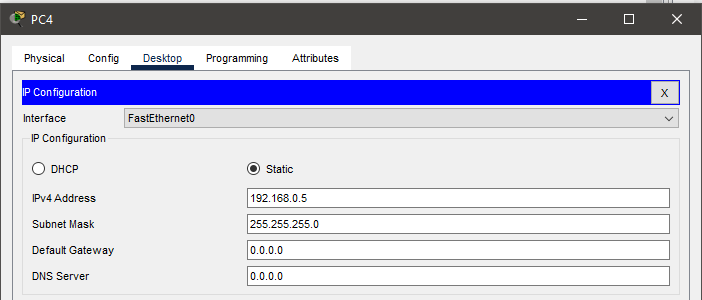 PC4
Physical Config Desktop Programming Attributes
IP Configuration X
Interface FastEthernet0
IP Configuration
DHCP Static
IPv4 Address 192.168.0.5
Subnet Mask 255.255.255.0
Default Gateway 0.0.0.0
DNS Server 0.0.0.0